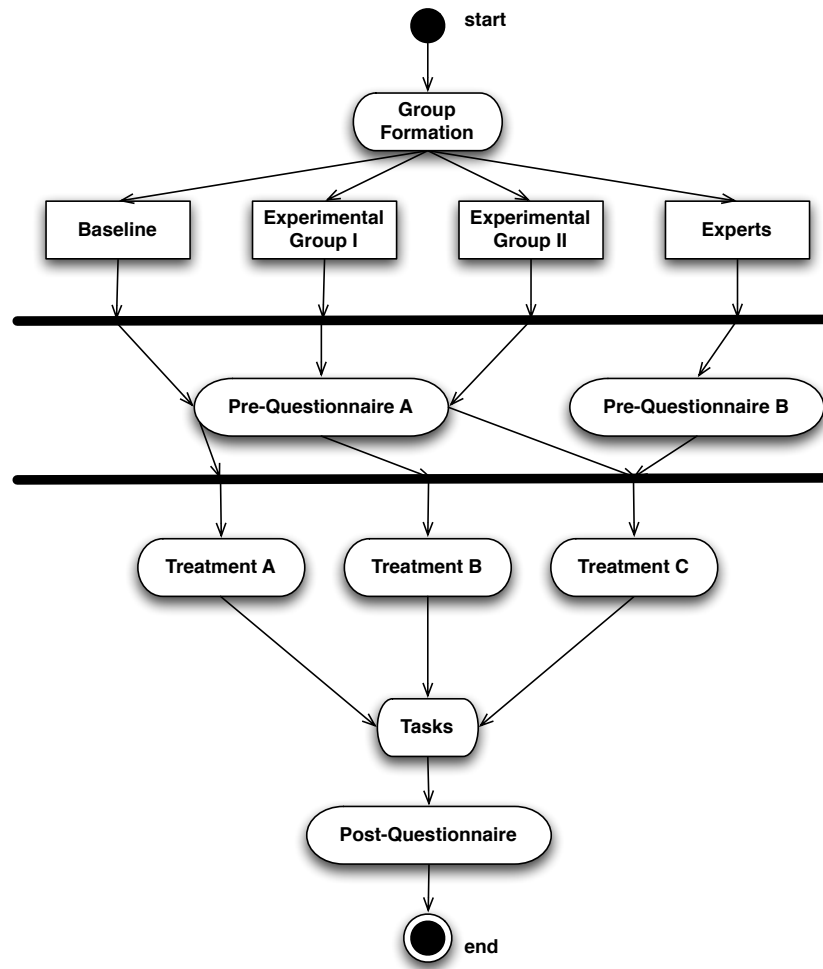 start
Group
Formation
Baseline
Experimental
Group I
Experimental
Group II
Experts
Pre-Questionnaire A
Pre-Questionnaire B
Treatment A
Treatment B
Treatment C
Tasks
Post-Questionnaire
end